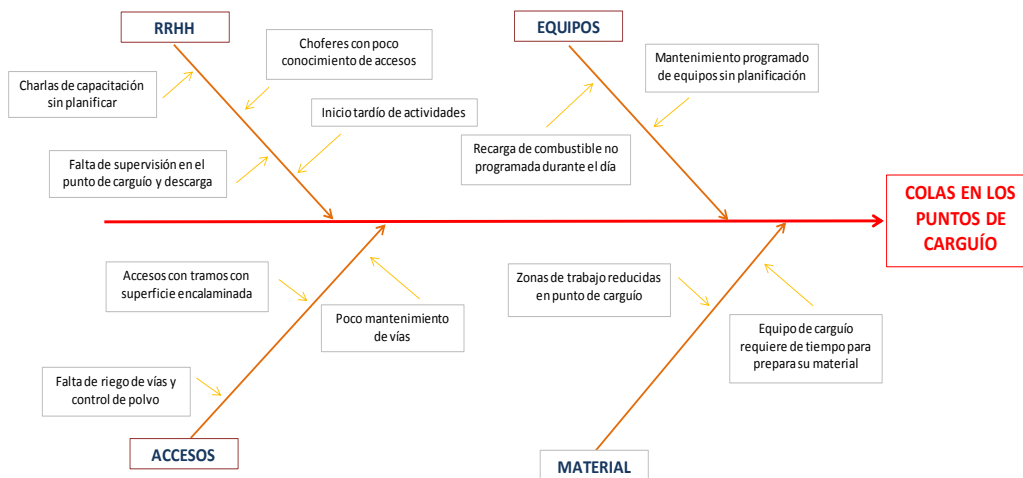 RRHH
EQUIPOS
Choferes con poco
conocimiento de accesos
Mantenimiento programado
de equipos sin planificación
Charlas de capacitación
sin planificar
Inicio tardío de actividades
Recarga de combustible no
programada durante el día
Falta de supervisión en el
punto de carguío y descarga
COLAS EN LOS
PUNTOS DE
CARGUÍO
Accesos con tramos con
superficie encalaminada
Zonas de trabajo reducidas
en punto de carguío
Poco mantenimiento
de vías
Equipo de carguío
requiere de tiempo para
prepara su material
Falta de riego de vías y
control de polvo
ACCESOS
MATERIAL